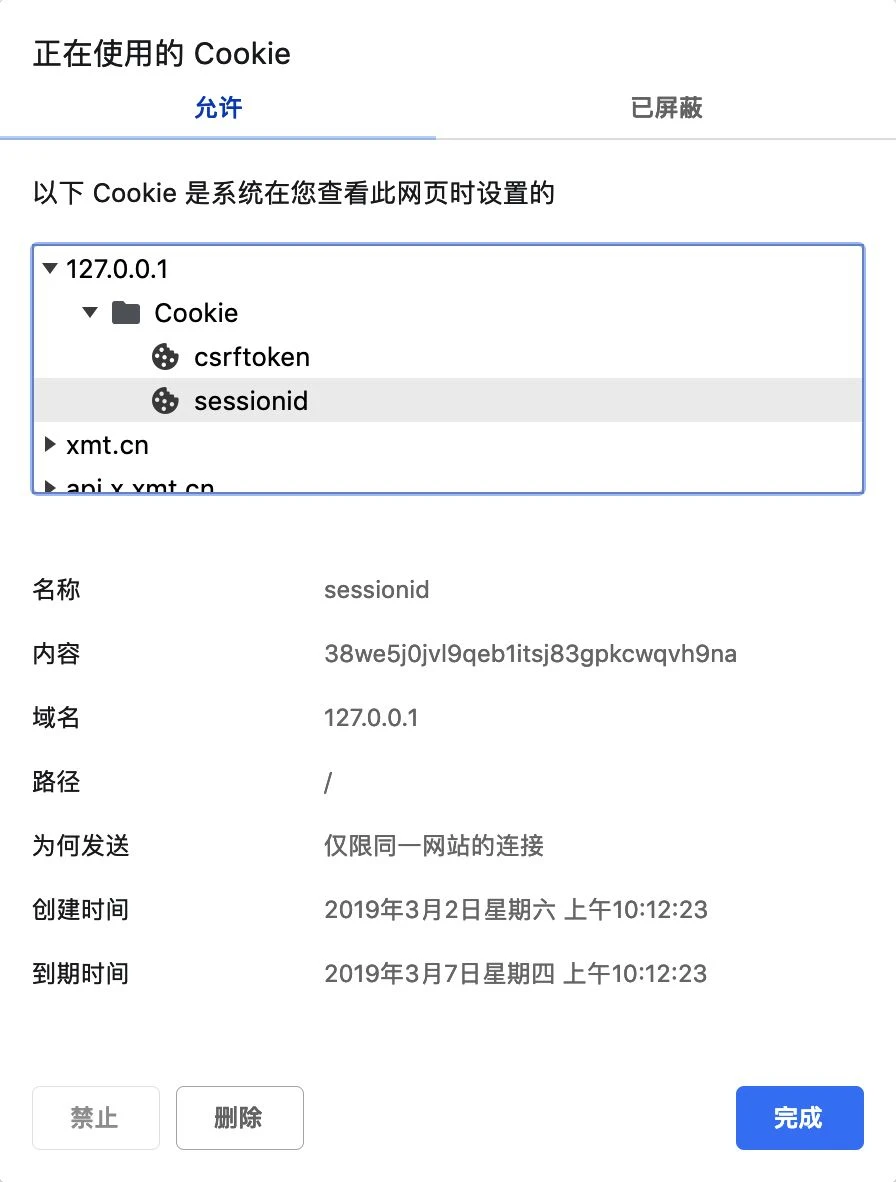 正在使用的 Cookie
允许 已屏蔽
以下 Cookie 是系统在您查看此网页时设置的
127.0.0.1
Cookie
csrftoken
sessionid
xmt.cn
api.x.xmt.cn
名称 sessionid
内容 38we5j0jvl9qeb1itsj83gpkcwqvh9na
域名 127.0.0.1
路径 /
为何发送 仅限同一网站的连接
创建时间 2019年3月2日星期六 上午10:12:23
到期时间 2019年3月7日星期四 上午10:12:23
禁止 删除 完成